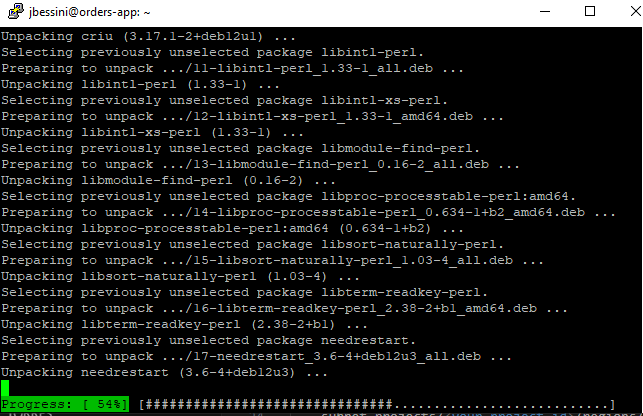 jbessini@orders-app: ~
Unpacking criu (3.17.1-2+deb12u1) ...
Selecting previously unselected package libintl-perl.
Preparing to unpack .../11-libintl-perl_1.33-1_all.deb ...
Unpacking libintl-perl (1.33-1) ...
Selecting previously unselected package libintl-xs-perl.
Preparing to unpack .../12-libintl-xs-perl_1.33-1_amd64.deb ...
Unpacking libintl-xs-perl (1.33-1) ...
Selecting previously unselected package libmodule-find-perl.
Preparing to unpack .../13-libmodule-find-perl_0.16-2_all.deb ...
Unpacking libmodule-find-perl (0.16-2) ...
Selecting previously unselected package libproc-processtable-perl:amd64.
Preparing to unpack .../14-libproc-processtable-perl_0.634-1+b2_amd64.deb ...
Unpacking libproc-processtable-perl:amd64 (0.634-1+b2) ...
Selecting previously unselected package libsort-naturally-perl.
Preparing to unpack .../15-libsort-naturally-perl_1.03-4_all.deb ...
Unpacking libsort-naturally-perl (1.03-4) ...
Selecting previously unselected package libterm-readkey-perl.
Preparing to unpack .../16-libterm-readkey-perl_2.38-2+b1_amd64.deb ...
Unpacking libterm-readkey-perl (2.38-2+b1) ...
Selecting previously unselected package needrestart.
Preparing to unpack .../17-needrestart_3.6-4+deb12u3_all.deb ...
Unpacking needrestart (3.6-4+deb12u3) ...
Progress: [ 54%] [###############################...........................]